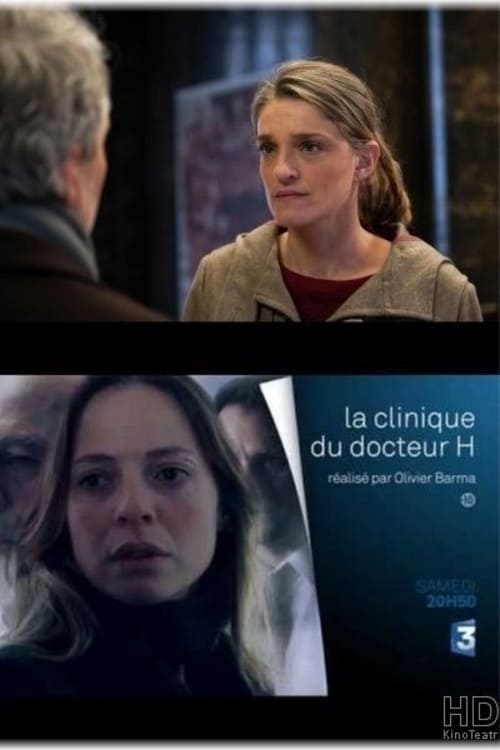 la clinique
du docteur H
réalisé par Olivier Barma
-10
SAMEDI
20H50
3
HD
KinoTeatr